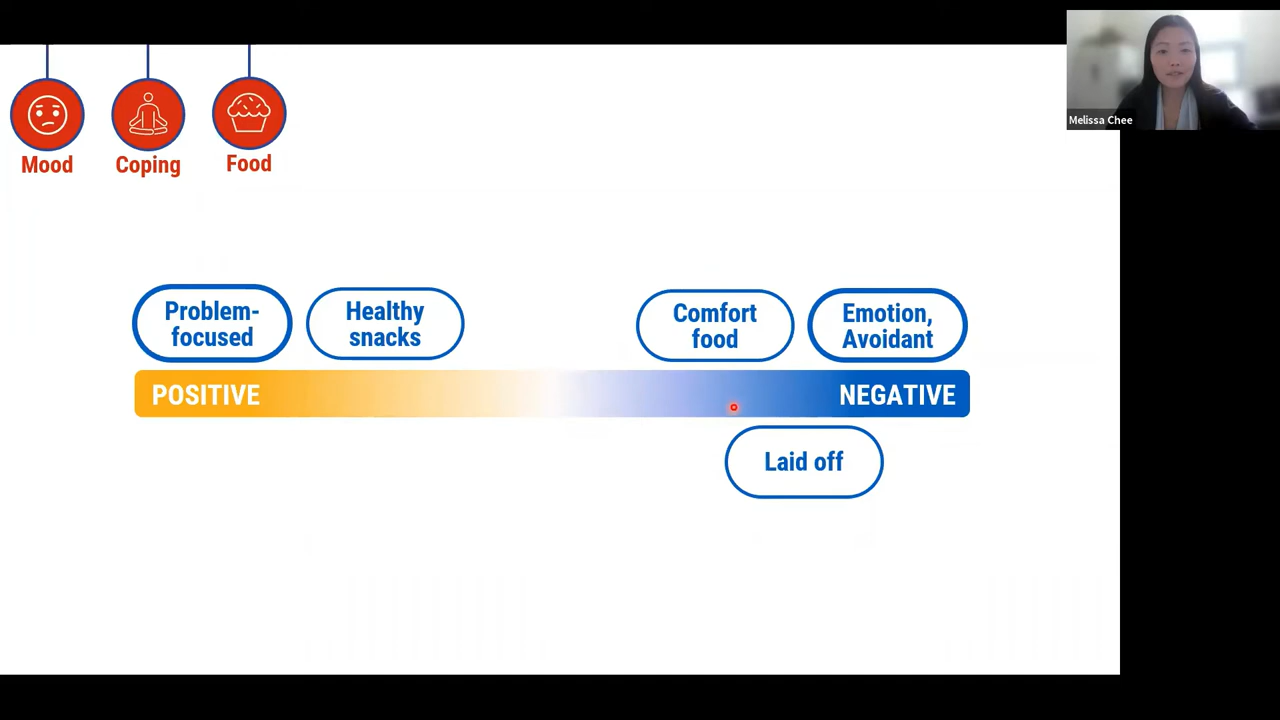 Melissa Chee
Mood
Coping
Food
Problem-
focused
Healthy
snacks
Comfort
food
Emotion,
Avoidant
POSITIVE
NEGATIVE
Laid off